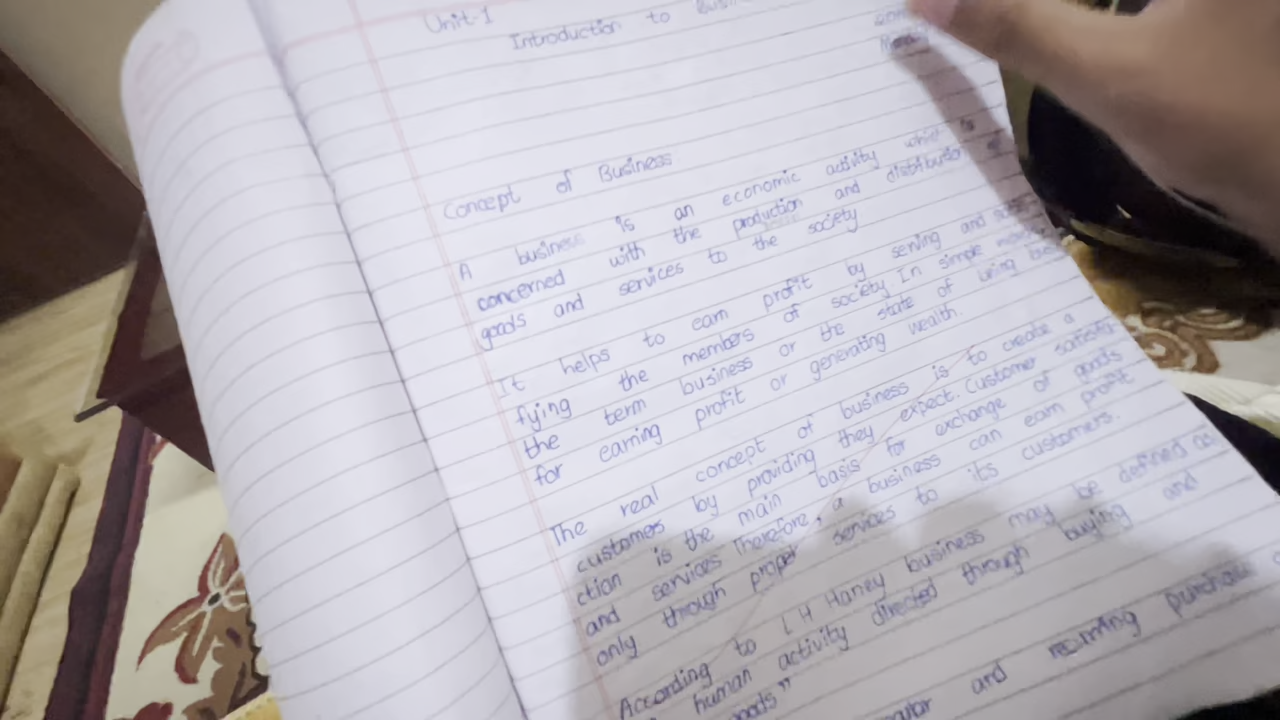 Unit-1
Introduction to
Concept of Business
A business is an economic activity which is
concerned with the production and distribution of
goods and services to the society
It helps to earn profit by serving and
fying the members of society In simple
the term business or the state of being
for earning profit or generating wealth.
The real concept of business is to create a
customers by providing they expect. Customer satisfa-
ction is the main basis for exchange of goods
and services Therefore, a business can earn profit
only through proper services to its customers.
According to L H Haney business may be defined as
human activity directed through buying and
goods"
and recurring purchase